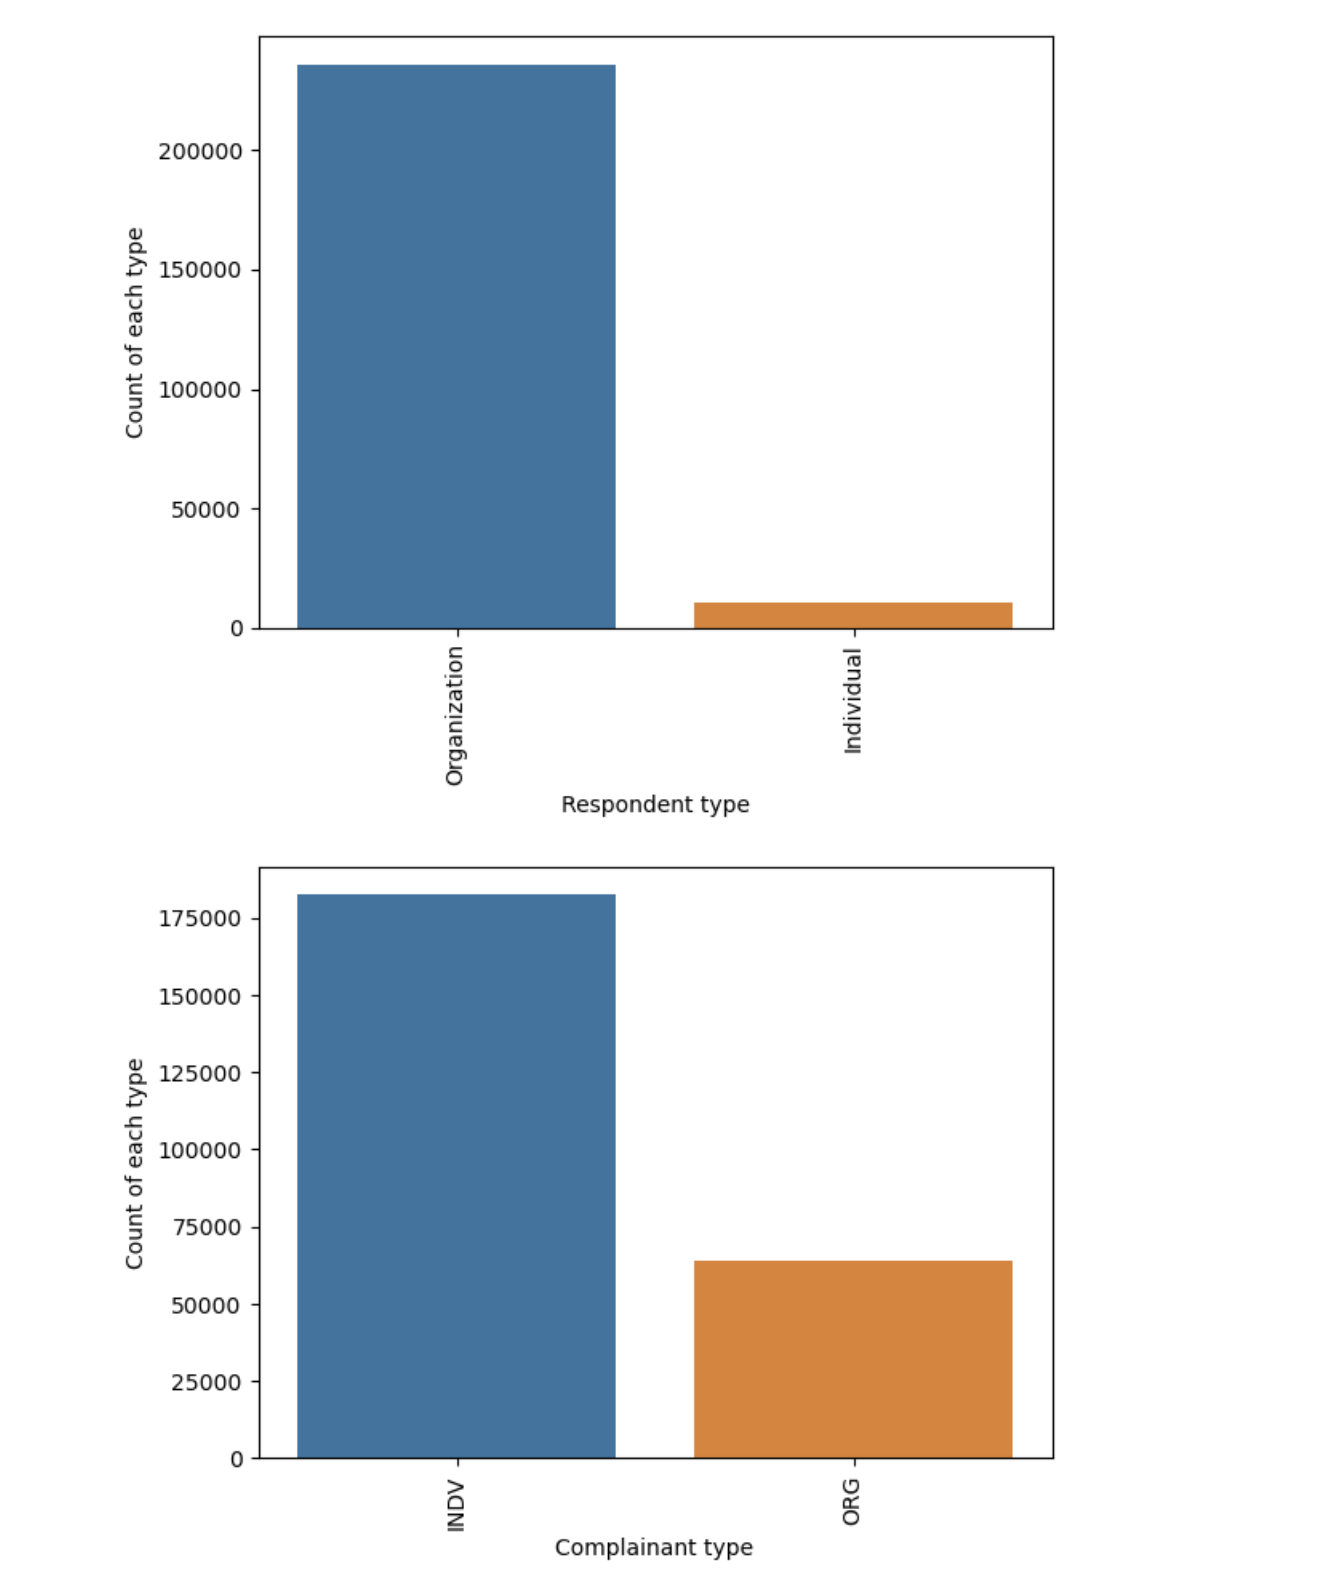 200000
150000
100000
50000
0
Count of each type
Organization
Individual
Respondent type
175000
150000
125000
100000
75000
50000
25000
0
Count of each type
INDV
ORG
Complainant type